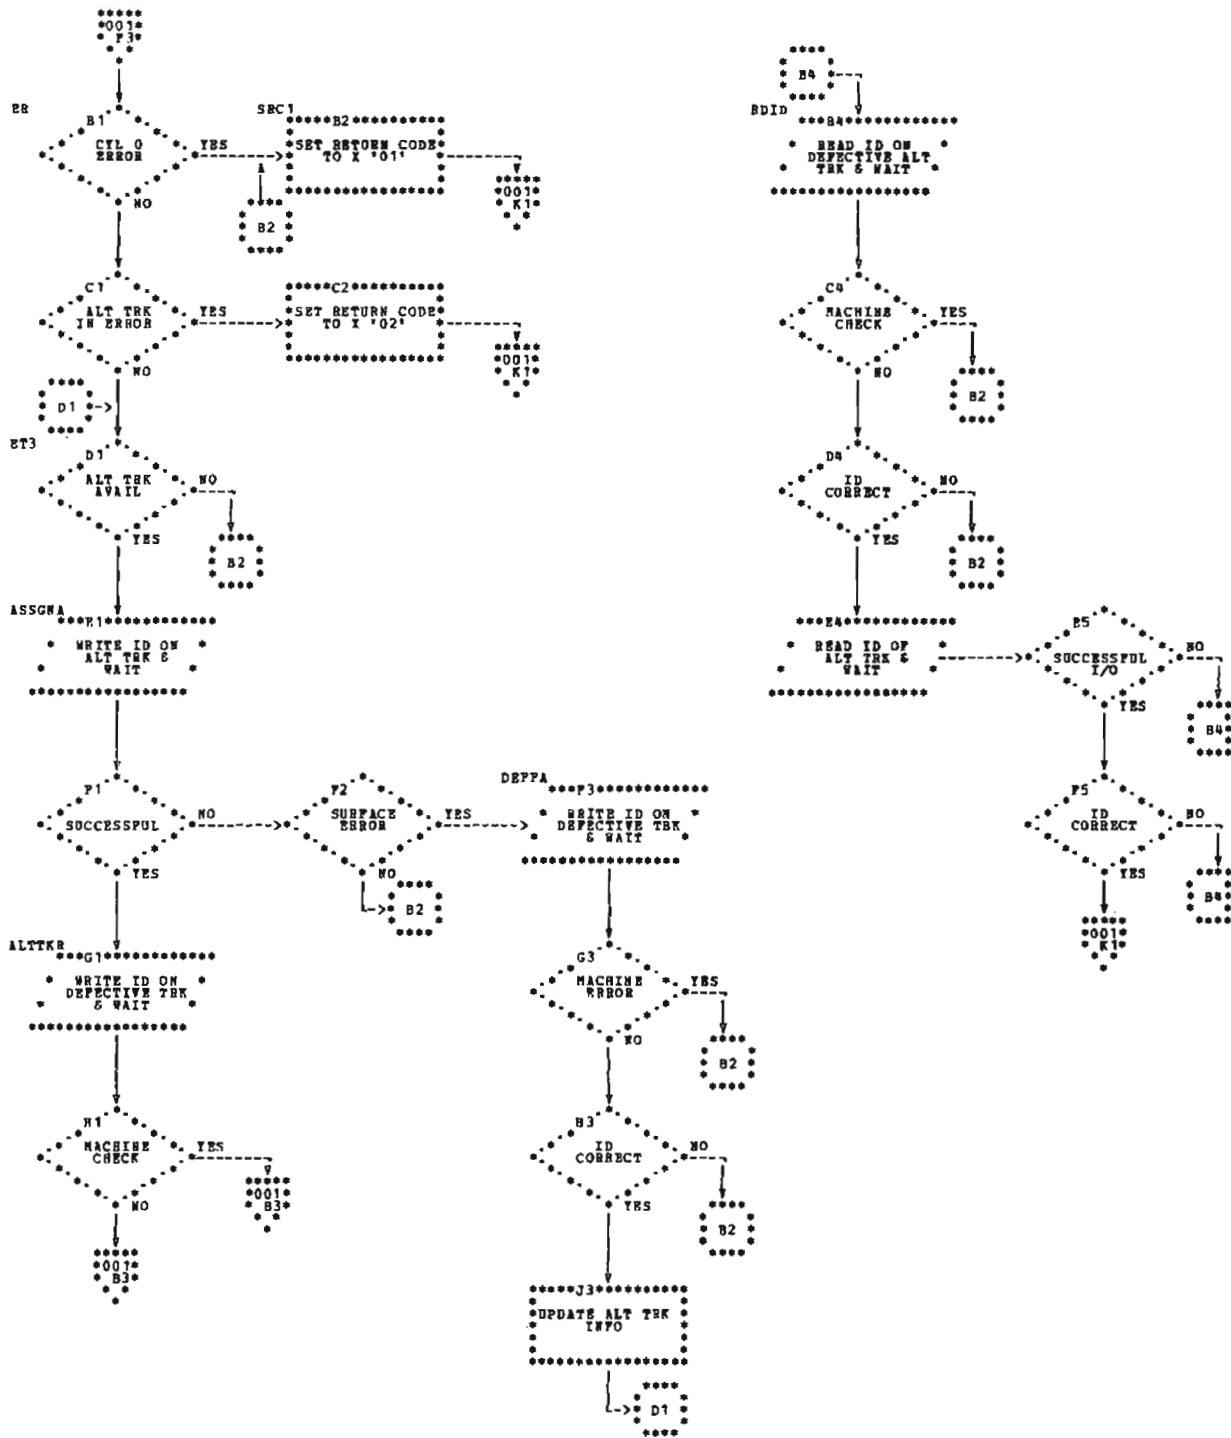 001
F3
ER
B1
CYL 0
ERROR
YES
NO
SRC1
B2
SET RETURN CODE
TO X '01'
001
K1
B2
C1
ALT TRK
IN ERROR
YES
NO
C2
SET RETURN CODE
TO X '02'
001
K1
D1
ET3
D1
ALT TRK
AVAIL
NO
YES
B2
ASSGNA
E1
WRITE ID ON
ALT TRK &
WAIT
F1
SUCCESSFUL
NO
YES
F2
SURFACE
ERROR
YES
NO
B2
DEFFA
F3
WRITE ID ON
DEFECTIVE TRK
& WAIT
ALTTKR
G1
WRITE ID ON
DEFECTIVE TRK
& WAIT
G3
MACHINE
ERROR
YES
NO
B2
H1
MACHINE
CHECK
YES
NO
001
B3
001
B3
H3
ID
CORRECT
NO
YES
B2
J3
UPDATE ALT TRK
INFO
D1
B4
RDID
B4
READ ID ON
DEFECTIVE ALT
TRK & WAIT
C4
MACHINE
CHECK
YES
NO
B2
D4
ID
CORRECT
NO
YES
B2
E4
READ ID OF
ALT TRK &
WAIT
E5
SUCCESSFUL
I/O
NO
YES
B4
F5
ID
CORRECT
NO
YES
B4
001
K1